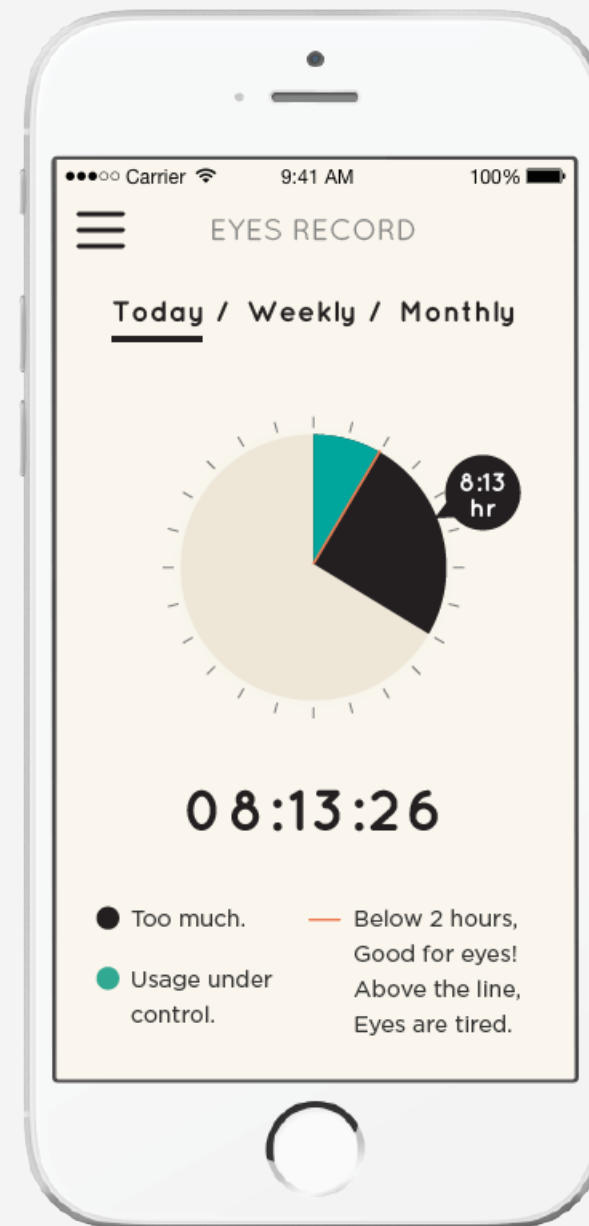 Carrier 9:41 AM 100%
EYES RECORD
Today / Weekly / Monthly
8:13
hr
08:13:26
Too much.
Usage under
control.
Below 2 hours,
Good for eyes!
Above the line,
Eyes are tired.